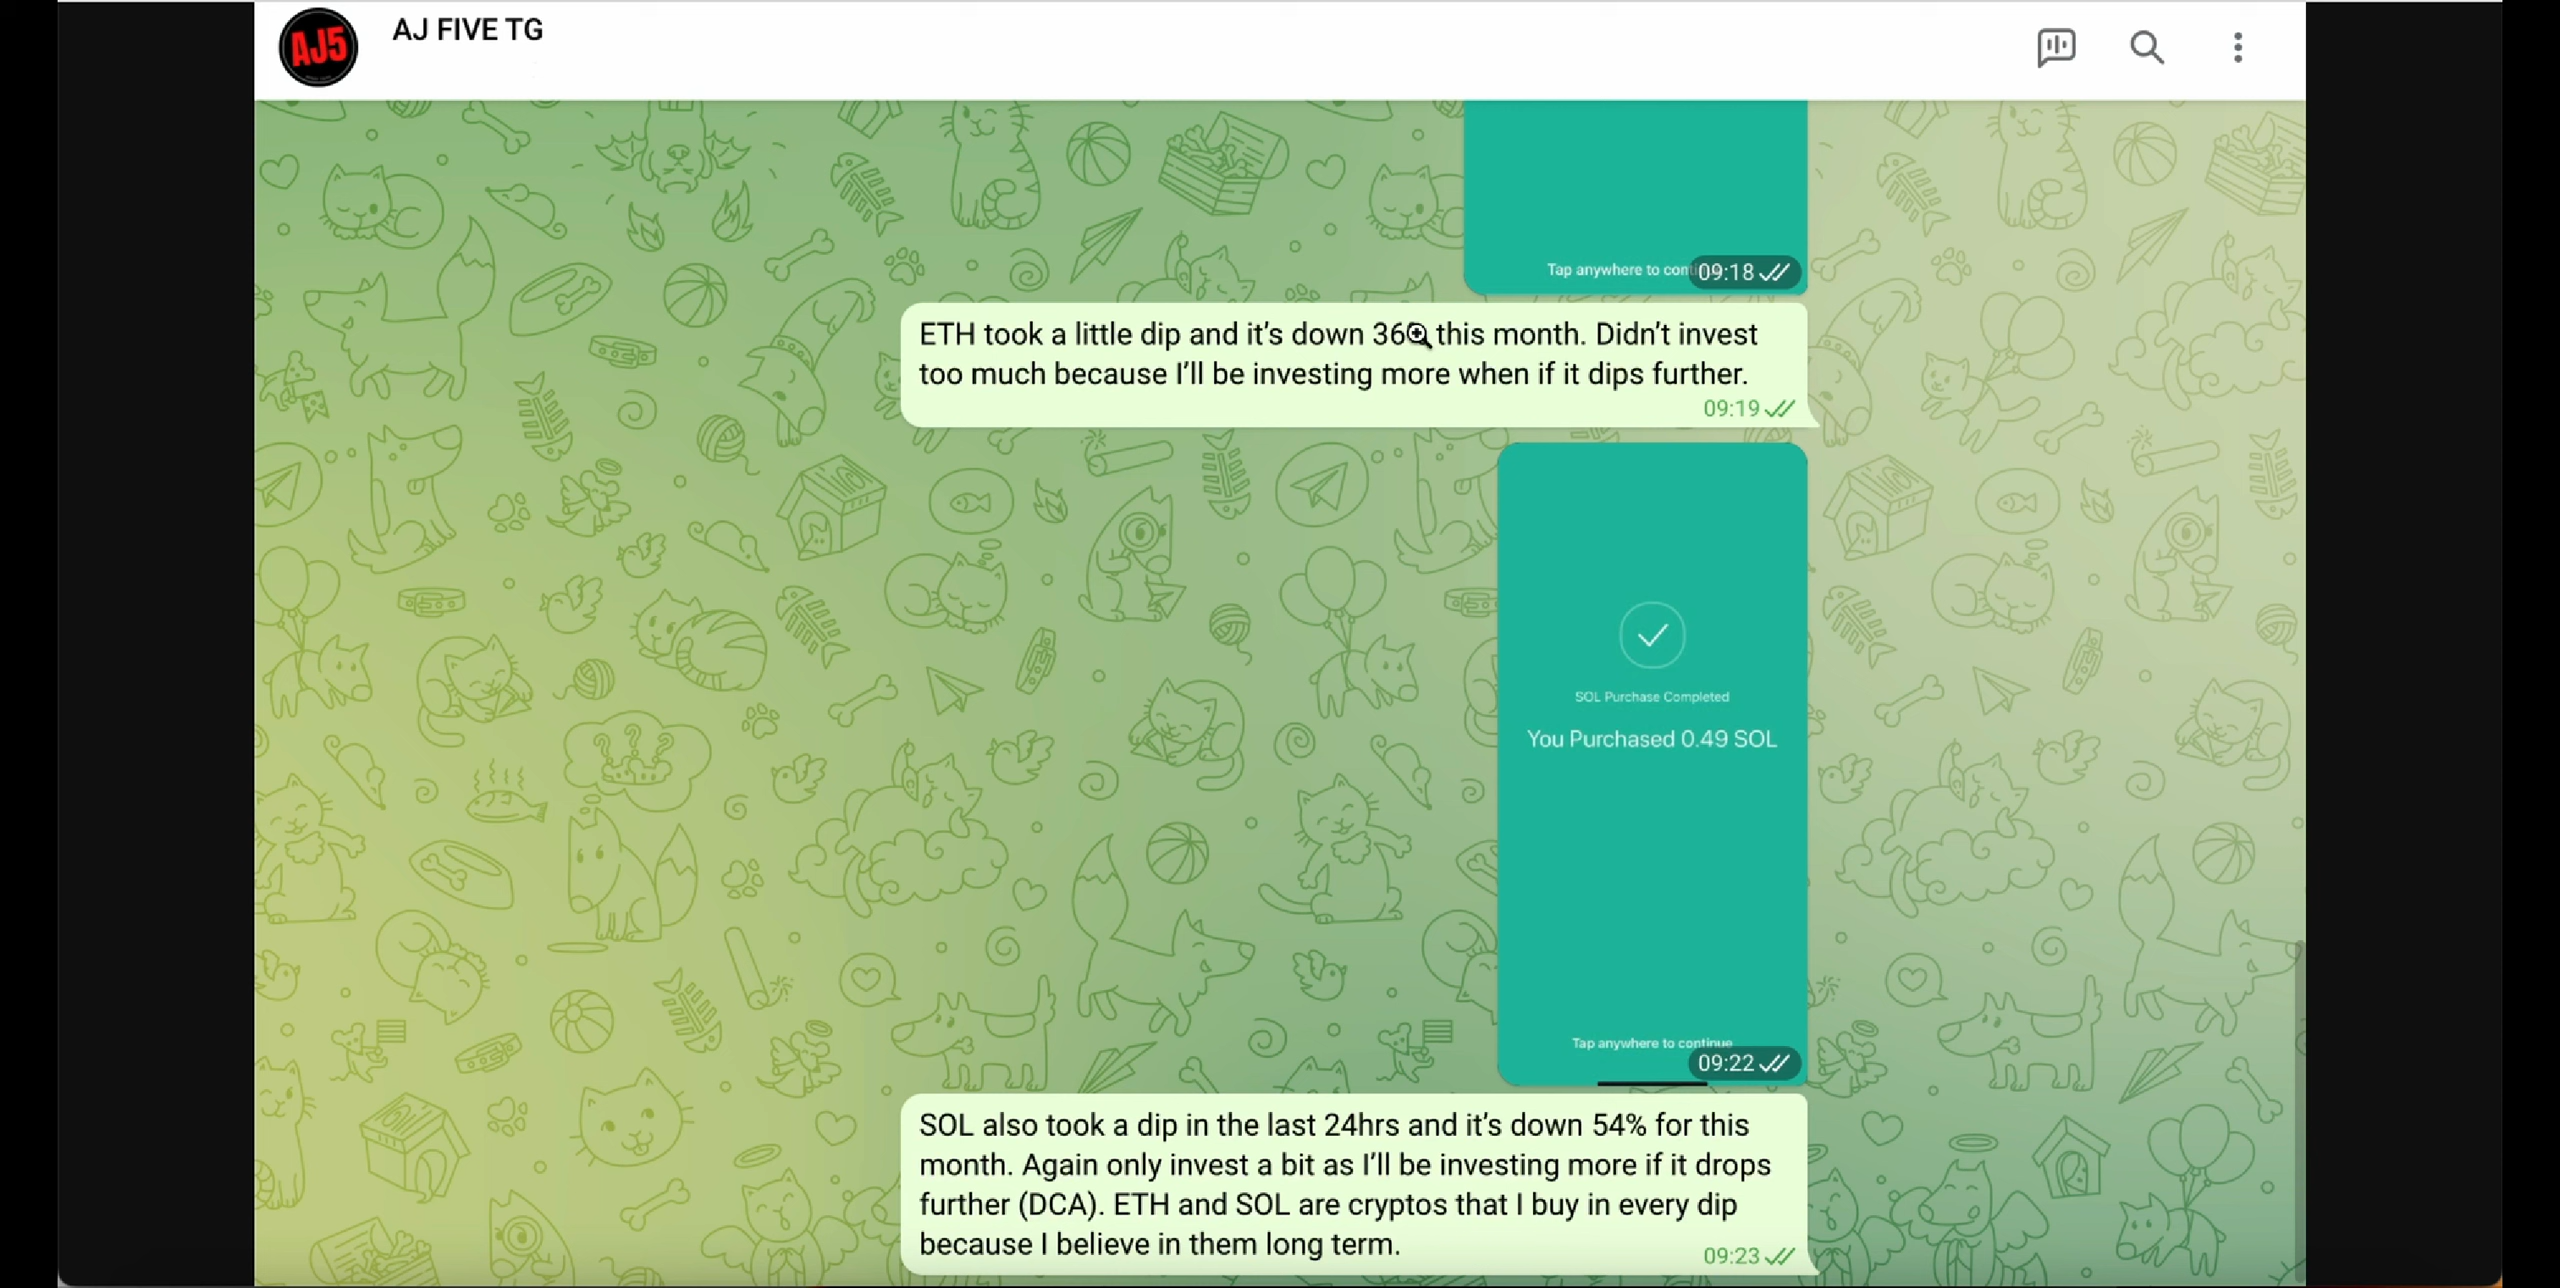 AJ5
AJ FIVE TG
Tap anywhere to
09:18
ETH took a little dip and it's down 36 this month. Didn't invest
too much because I'll be investing more when if it dips further.
09:19
SOL Purchase Completed
You Purchased 0.49 SOL
Tap anywhere to continue
09:22
SOL also took a dip in the last 24hrs and it's down 54% for this
month. Again only invest a bit as I'll be investing more if it drops
further (DCA). ETH and SOL are cryptos that I buy in every dip
because I believe in them long term.
09:23